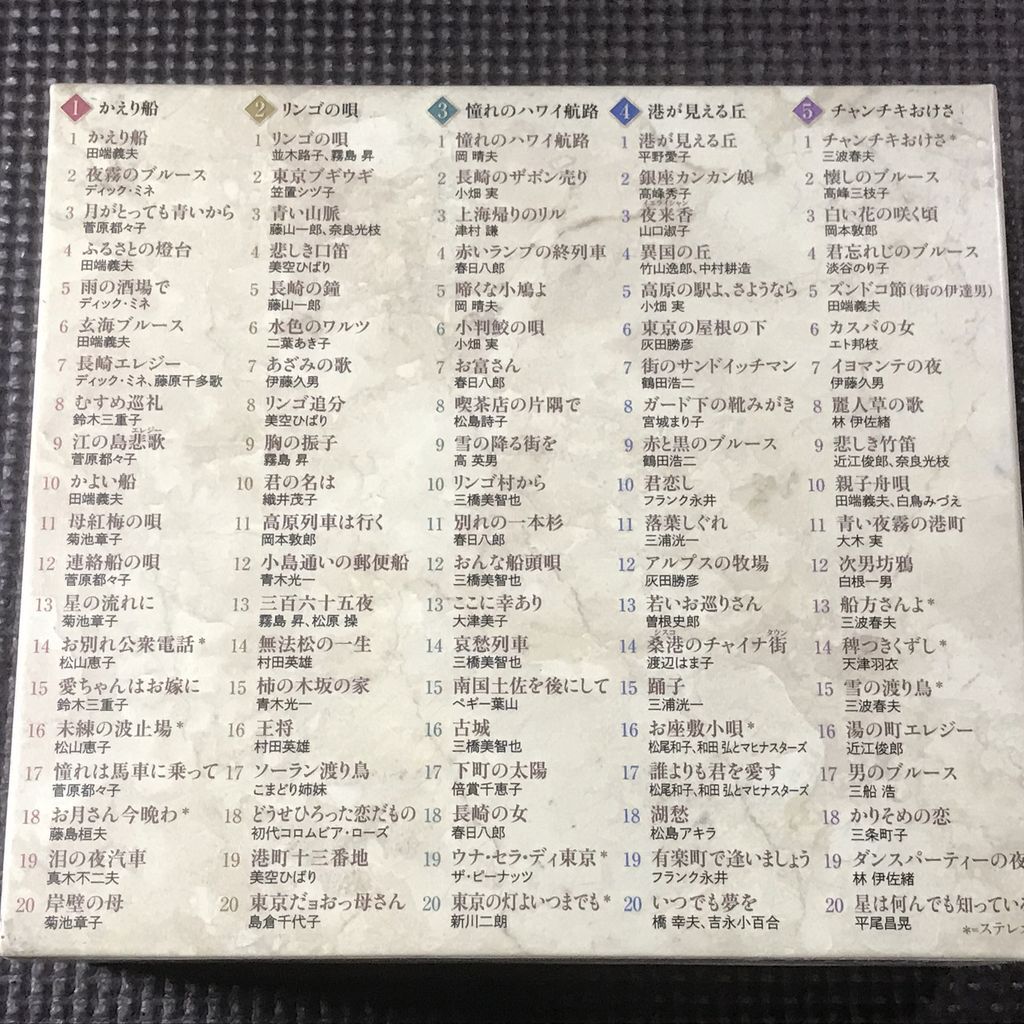 1 かえり船
1 かえり船
田端義夫
2 夜霧のブルース
ディック・ミネ
3 月がとっても青いから
菅原都々子
4 ふるさとの燈台
田端義夫
5 雨の酒場で
ディック・ミネ
6 玄海ブルース
田端義夫
7 長崎エレジー
ディック・ミネ、藤原千多歌
8 むすめ巡礼
鈴木三重子
エレジー
9 江の島悲歌
菅原都々子
10 かよい船
田端義夫
11 母紅梅の唄
菊池章子
12 連絡船の唄
菅原都々子
13 星の流れに
菊池章子
14 お別れ公衆電話*
松山恵子
15 愛ちゃんはお嫁に
鈴木三重子
16 未練の波止場*
松山恵子
17 憧れは馬車に乗って
菅原都々子
18 お月さん今晩わ*
藤島桓夫
19 泪の夜汽車
真木不二夫
20 岸壁の母
菊池章子
2 リンゴの唄
1 リンゴの唄
並木路子、霧島 昇
2 東京ブギウギ
笠置シヅ子
3 青い山脈
藤山一郎、奈良光枝
4 悲しき口笛
美空ひばり
5 長崎の鐘
藤山一郎
6 水色のワルツ
二葉あき子
7 あざみの歌
伊藤久男
8 リンゴ追分
美空ひばり
9 胸の振子
霧島 昇
10 君の名は
織井茂子
11 高原列車は行く
岡本敦郎
12 小島通いの郵便船
青木光一
13 三百六十五夜
霧島 昇、松原 操
14 無法松の一生
村田英雄
15 柿の木坂の家
青木光一
16 王将
村田英雄
17 ソーラン渡り鳥
こまどり姉妹
18 どうせひろった恋だもの
初代コロムビア・ローズ
19 港町十三番地
美空ひばり
20 東京だョおっ母さん
島倉千代子
3 憧れのハワイ航路
1 憧れのハワイ航路
岡 晴夫
2 長崎のザボン売り
小畑 実
3 上海帰りのリル
津村 謙
4 赤いランプの終列車
春日八郎
5 啼くな小鳩よ
岡 晴夫
6 小判鮫の唄
小畑 実
7 お富さん
春日八郎
8 喫茶店の片隅で
松島詩子
9 雪の降る街を
高 英男
10 リンゴ村から
三橋美智也
11 別れの一本杉
春日八郎
12 おんな船頭唄
三橋美智也
13 ここに幸あり
大津美子
14 哀愁列車
三橋美智也
15 南国土佐を後にして
ペギー葉山
16 古城
三橋美智也
17 下町の太陽
倍賞千恵子
18 長崎の女
春日八郎
19 ウナ・セラ・ディ東京*
ザ・ピーナッツ
20 東京の灯よいつまでも*
新川二朗
4 港が見える丘
1 港が見える丘
平野愛子
2 銀座カンカン娘
高峰秀子
イエライシャン
3 夜来香
山口淑子
4 異国の丘
竹山逸郎、中村耕造
5 高原の駅よ、さようなら
小畑 実
6 東京の屋根の下
灰田勝彦
7 街のサンドイッチマン
鶴田浩二
8 ガード下の靴みがき
宮城まり子
9 赤と黒のブルース
鶴田浩二
10 君恋し
フランク永井
11 落葉しぐれ
三浦洸一
12 アルプスの牧場
灰田勝彦
13 若いお巡りさん
曽根史郎
シスコ タウン
14 桑港のチャイナ街
渡辺はま子
15 踊子
三浦洸一
16 お座敷小唄*
松尾和子、和田 弘とマヒナスターズ
17 誰よりも君を愛す
松尾和子、和田 弘とマヒナスターズ
18 湖愁
松島アキラ
19 有楽町で逢いましょう
フランク永井
20 いつでも夢を
橋 幸夫、吉永小百合
5 チャンチキおけさ
1 チャンチキおけさ*
三波春夫
2 懐しのブルース
高峰三枝子
3 白い花の咲く頃
岡本敦郎
4 君忘れじのブルース
淡谷のり子
5 ズンドコ節(街の伊達男)
田端義夫
6 カスバの女
エト邦枝
7 イヨマンテの夜
伊藤久男
8 麗人草の歌
林 伊佐緒
9 悲しき竹笛
近江俊郎、奈良光枝
10 親子舟唄
田端義夫、白鳥みづえ
11 青い夜霧の港町
大木 実
12 次男坊鴉
白根一男
13 船方さんよ*
三波春夫
14 稗つきくずし*
天津羽衣
15 雪の渡り鳥*
三波春夫
16 湯の町エレジー
近江俊郎
17 男のブルース
三船 浩
18 かりそめの恋
三条町子
19 ダンスパーティーの夜
林 伊佐緒
20 星は何んでも知ってい
平尾昌晃
*=ステレ